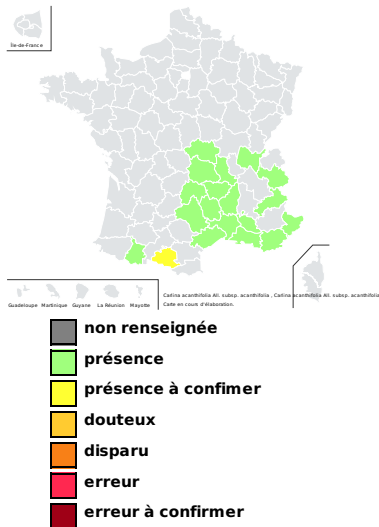 Île-de-France
Guadeloupe Martinique Guyane La Réunion Mayotte
Carlina acanthifolia All. subsp. acanthifolia , Carlina acanthifolia All. subsp. acanthifolia
Carte en cours d'élaboration.
non renseignée
présence
présence à confimer
douteux
disparu
erreur
erreur à confirmer